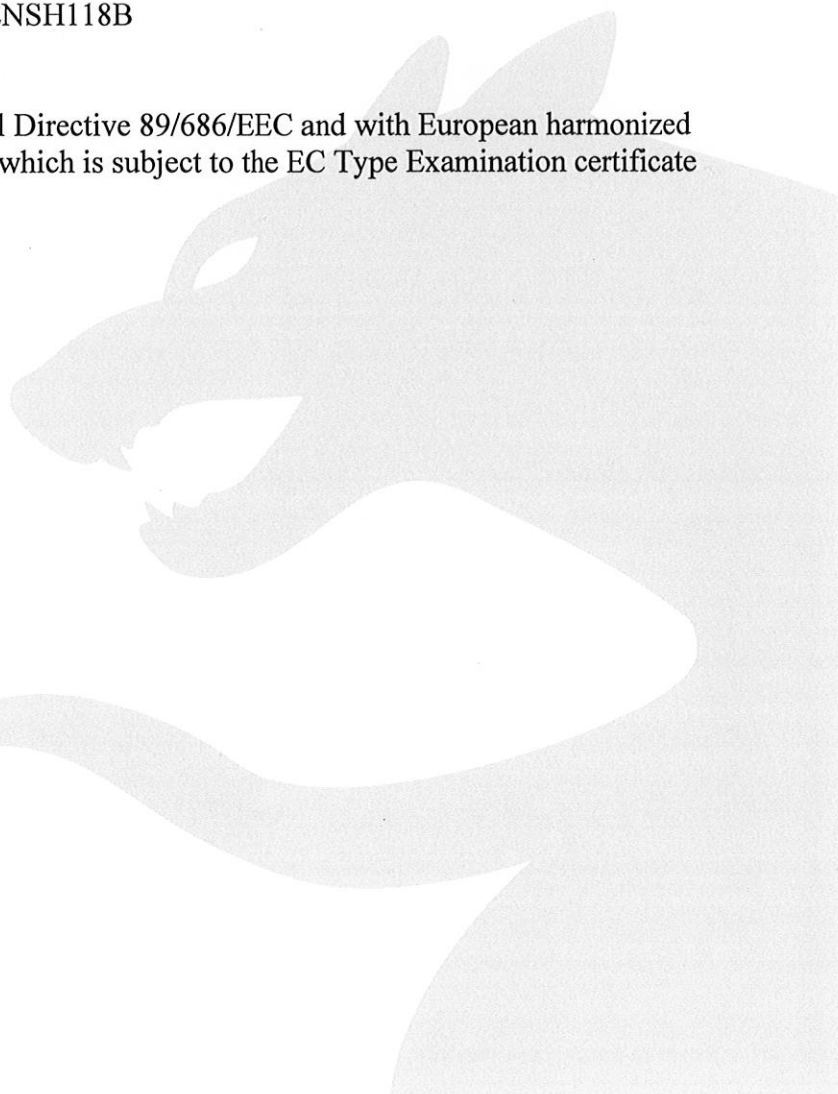 NSH118B
Directive 89/686/EEC and with European harmonized
which is subject to the EC Type Examination certificate